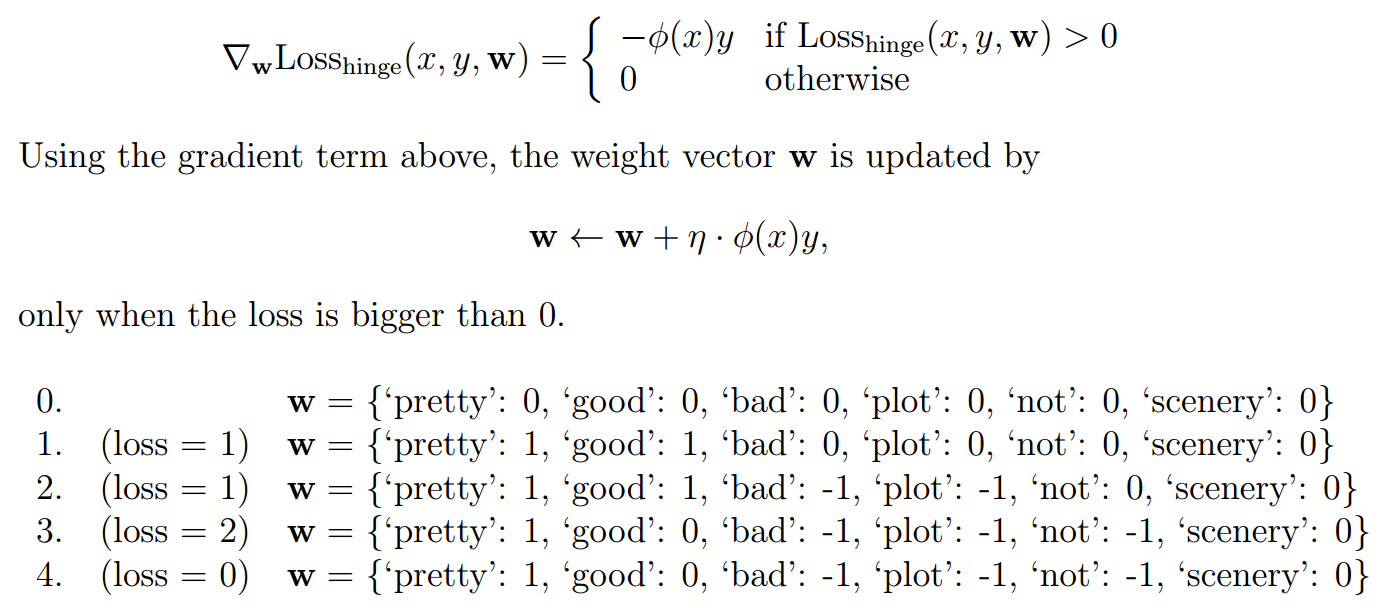 ∇wLosshinge(x, y, w) = { −ϕ(x)y if Losshinge(x, y, w) > 0
0 otherwise
Using the gradient term above, the weight vector w is updated by
w ← w + η · ϕ(x)y,
only when the loss is bigger than 0.
0. w = {‘pretty’: 0, ‘good’: 0, ‘bad’: 0, ‘plot’: 0, ‘not’: 0, ‘scenery’: 0}
1. (loss = 1) w = {‘pretty’: 1, ‘good’: 1, ‘bad’: 0, ‘plot’: 0, ‘not’: 0, ‘scenery’: 0}
2. (loss = 1) w = {‘pretty’: 1, ‘good’: 1, ‘bad’: -1, ‘plot’: -1, ‘not’: 0, ‘scenery’: 0}
3. (loss = 2) w = {‘pretty’: 1, ‘good’: 0, ‘bad’: -1, ‘plot’: -1, ‘not’: -1, ‘scenery’: 0}
4. (loss = 0) w = {‘pretty’: 1, ‘good’: 0, ‘bad’: -1, ‘plot’: -1, ‘not’: -1, ‘scenery’: 0}